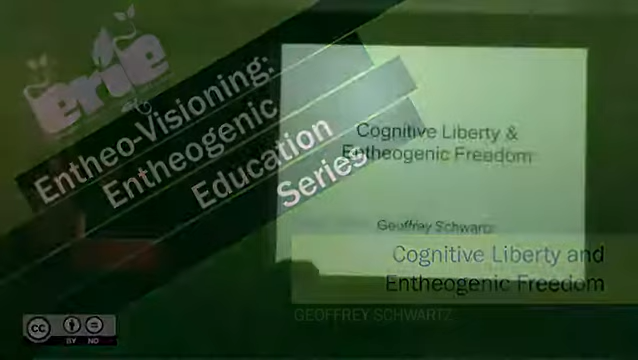 erie
Entheo-Visioning:
Entheogenic
Education
Series
Cognitive Liberty &
Entheogenic Freedom
Geoffrey Schwartz
Cognitive Liberty and
Entheogenic Freedom
GEOFFREY SCHWARTZ
cc
BY ND